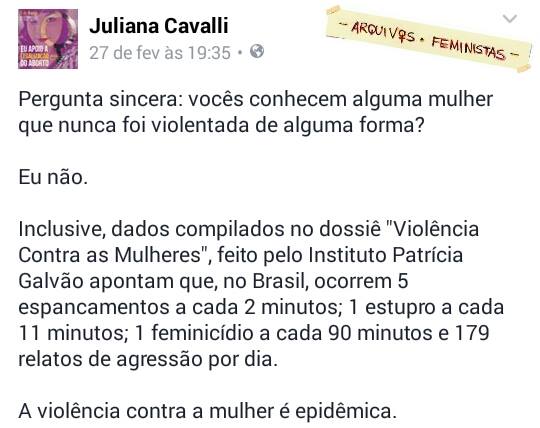 EU APOIO A
LEGALIZAÇÃO
DO ABORTO
Juliana Cavalli
27 de fev às 19:35 •
- ARQUIVOS • FEMINISTAS -
Pergunta sincera: vocês conhecem alguma mulher
que nunca foi violentada de alguma forma?
Eu não.
Inclusive, dados compilados no dossiê "Violência
Contra as Mulheres", feito pelo Instituto Patrícia
Galvão apontam que, no Brasil, ocorrem 5
espancamentos a cada 2 minutos; 1 estupro a cada
11 minutos; 1 feminicídio a cada 90 minutos e 179
relatos de agressão por dia.
A violência contra a mulher é epidêmica.